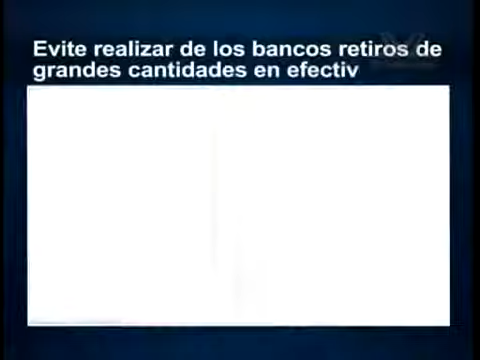 Evite realizar de los bancos retiros de
grandes cantidades en efectiv